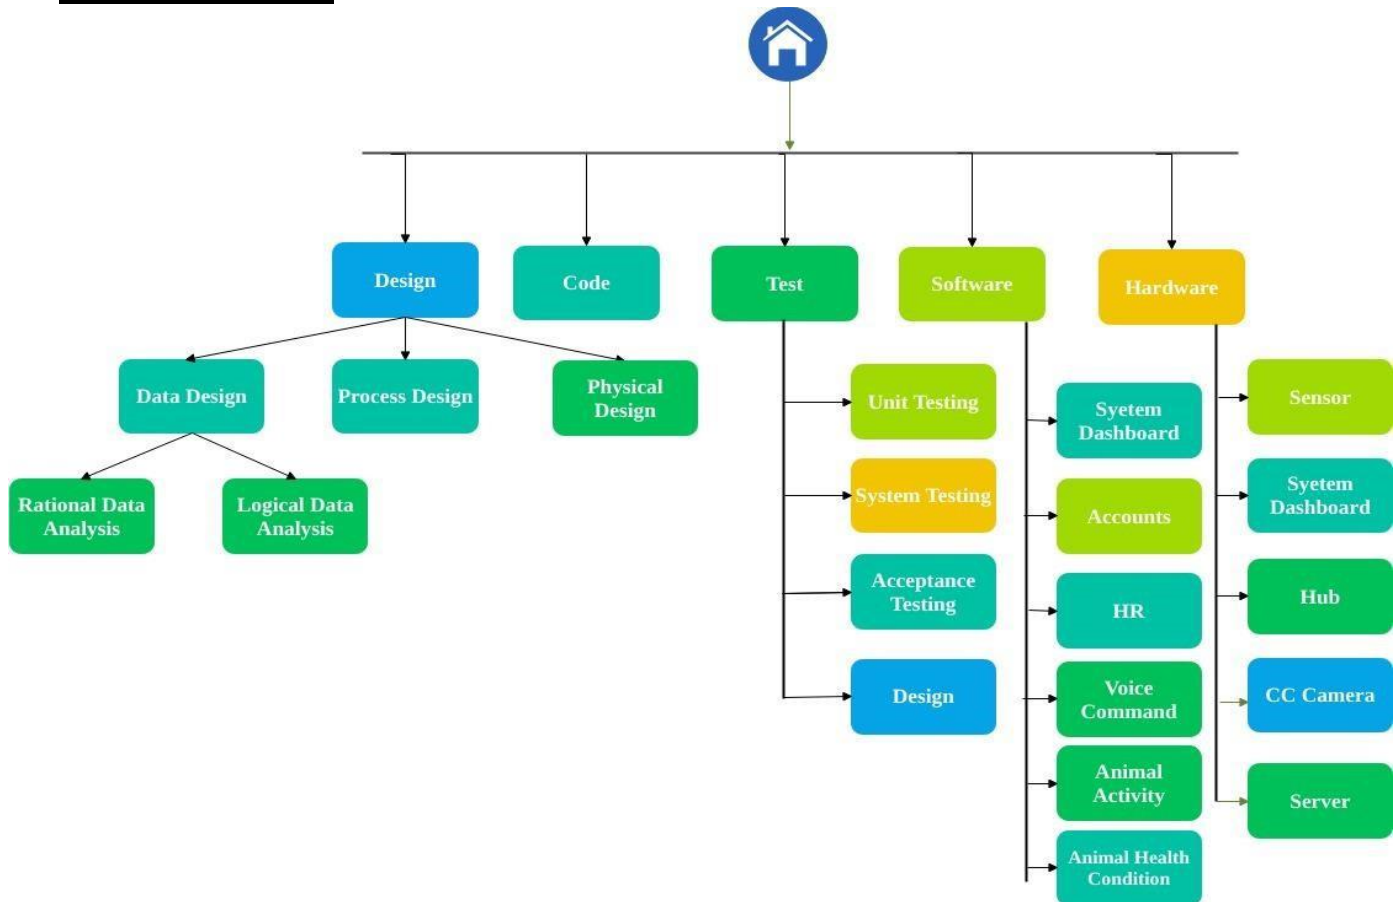 Design
Code
Test
Software
Hardware
Data Design
Process Design
Physical
Design
Rational Data
Analysis
Logical Data
Analysis
Unit Testing
System Testing
Acceptance
Testing
Design
Syetem
Dashboard
Accounts
HR
Voice
Command
Animal
Activity
Animal Health
Condition
Sensor
Syetem
Dashboard
Hub
CC Camera
Server